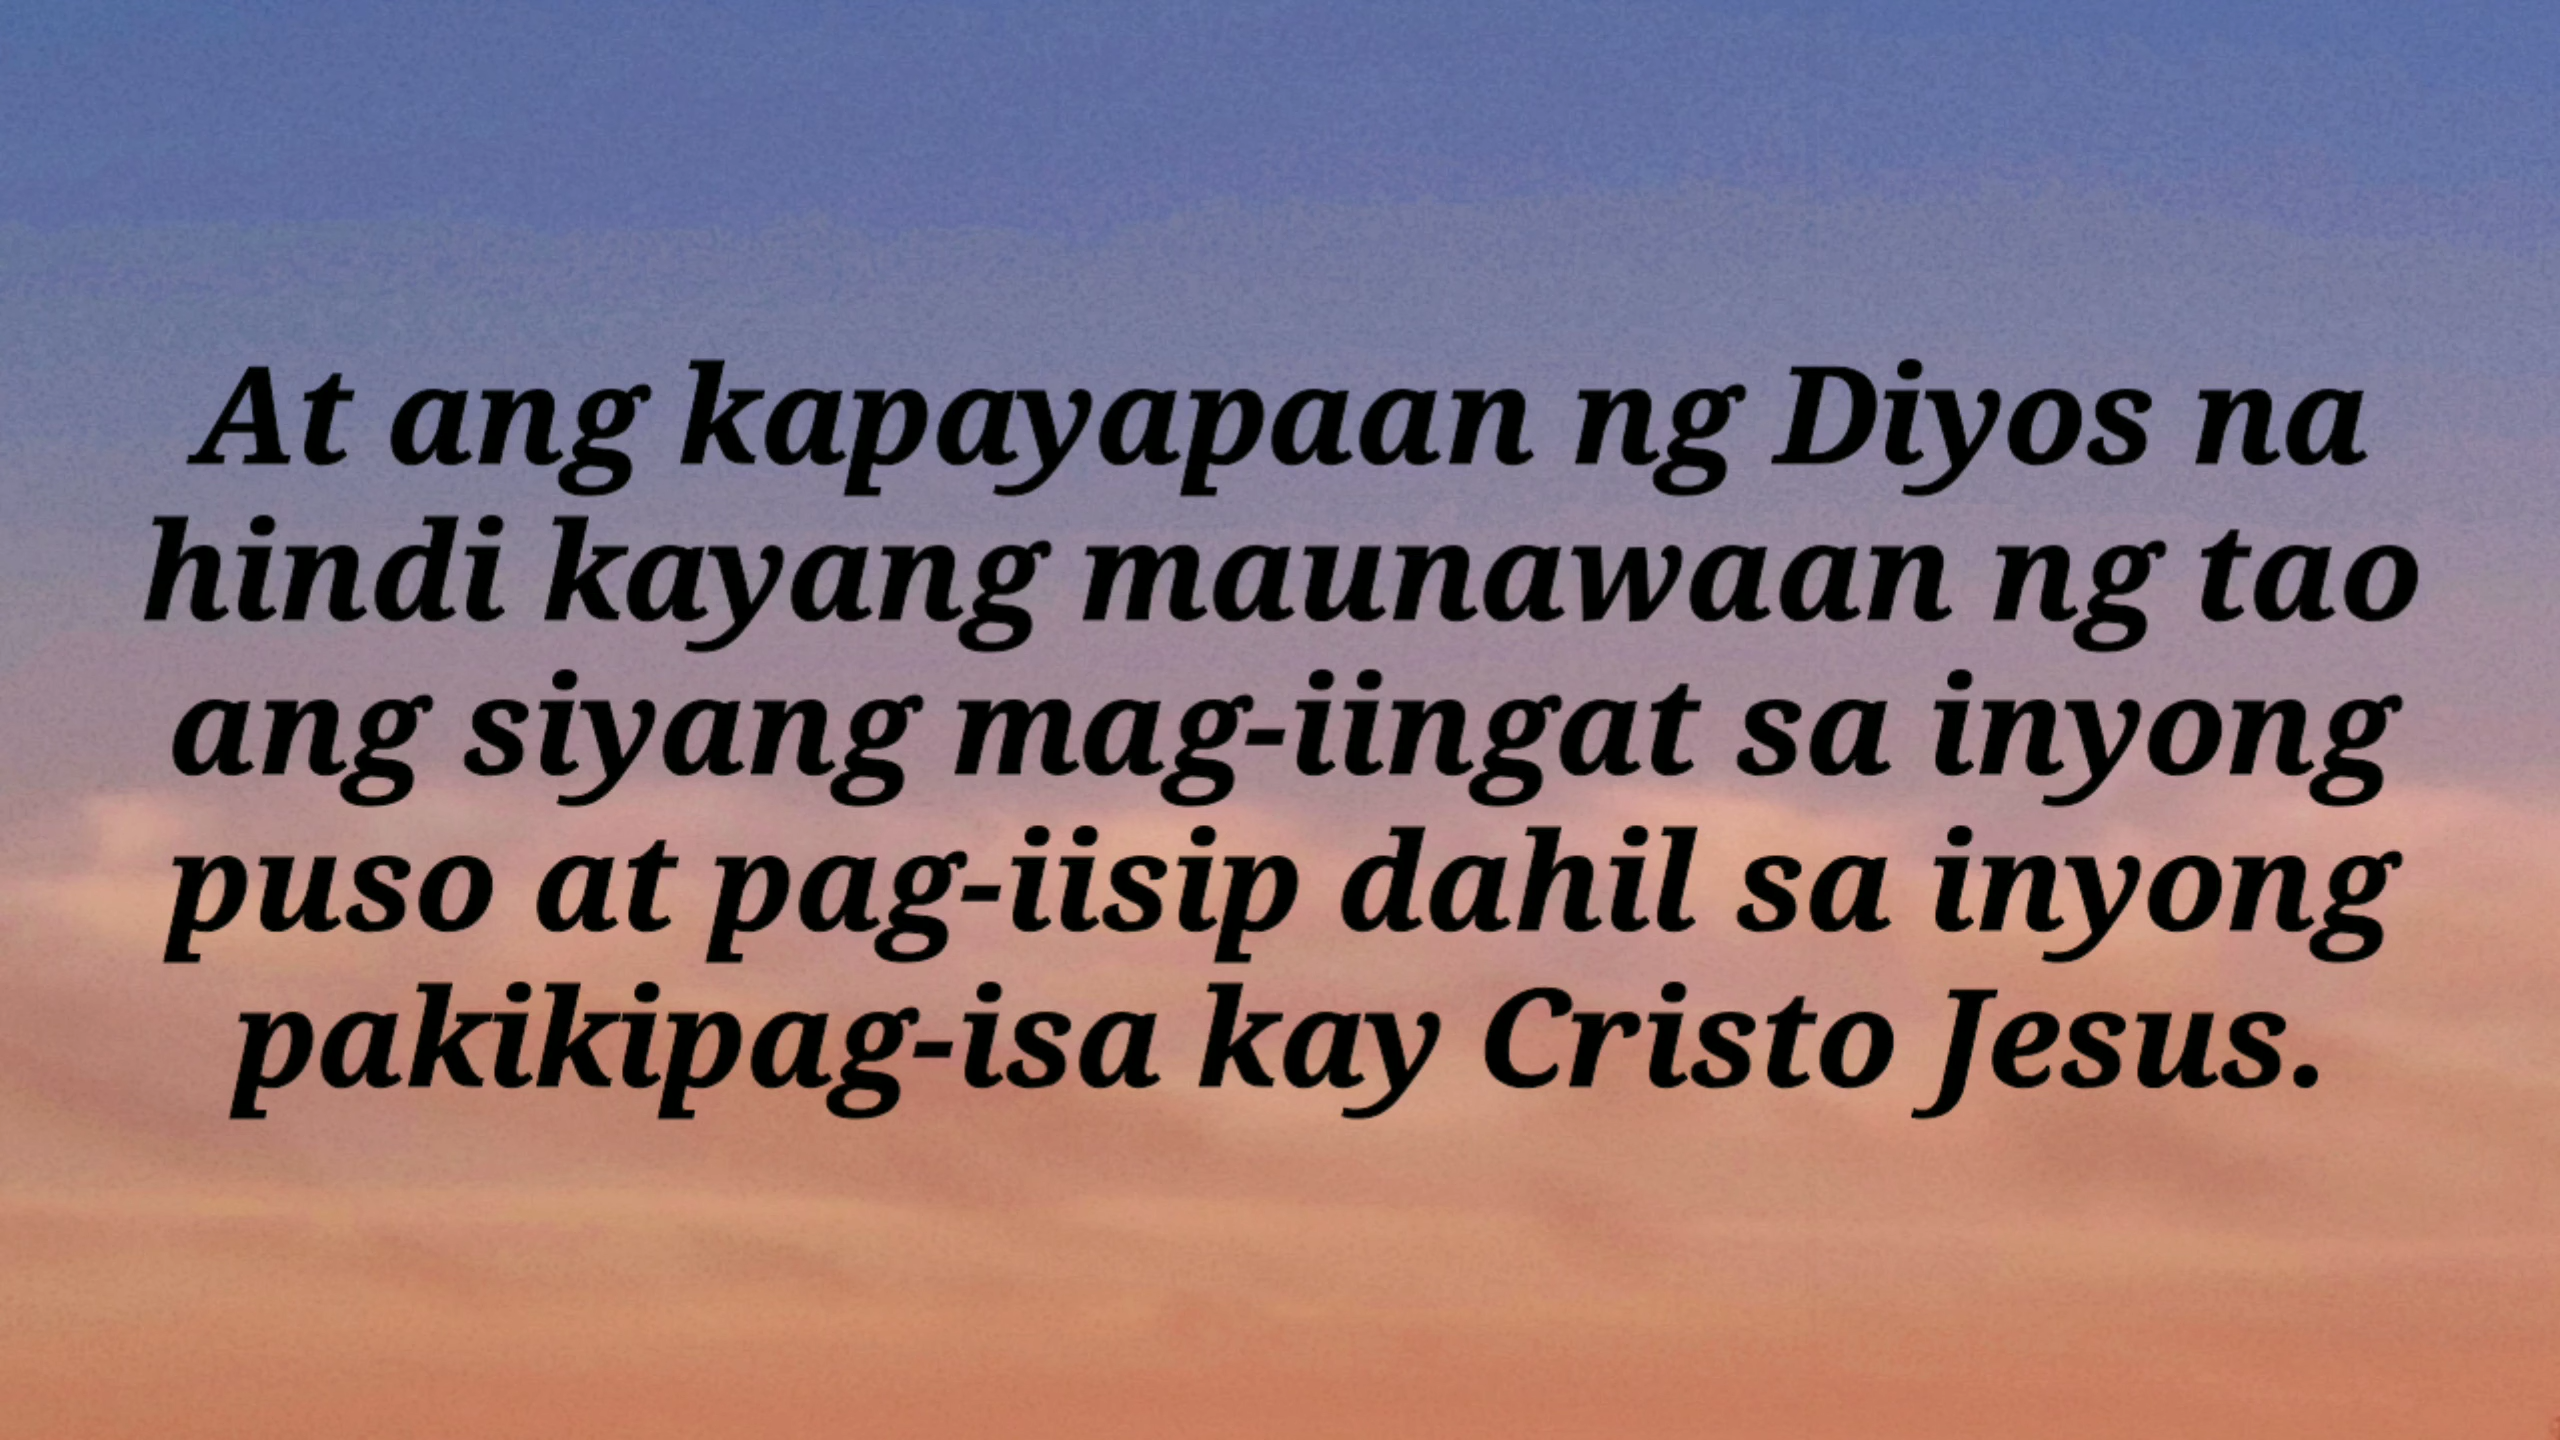 At ang kapayapaan ng Diyos na
hindi kayang maunawaan ng tao
ang siyang mag-iingat sa inyong
puso at pag-iisip dahil sa inyong
pakikipag-isa kay Cristo Jesus.